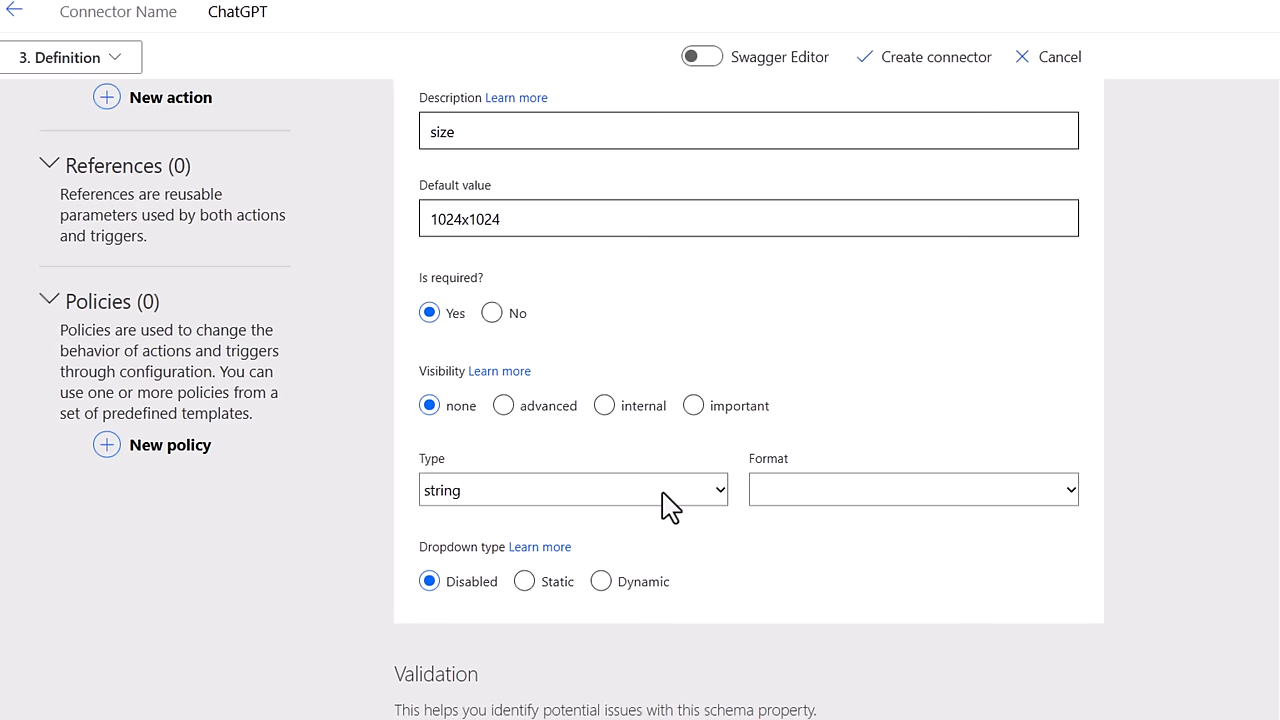 Connector Name ChatGPT
3. Definition
Swagger Editor Create connector Cancel
New action
References (0)
References are reusable
parameters used by both actions
and triggers.
Policies (0)
Policies are used to change the
behavior of actions and triggers
through configuration. You can
use one or more policies from a
set of predefined templates.
New policy
Description Learn more
size
Default value
1024x1024
Is required?
Yes No
Visibility Learn more
none advanced internal important
Type Format
string
Dropdown type Learn more
Disabled Static Dynamic
Validation
This helps you identify potential issues with this schema property.